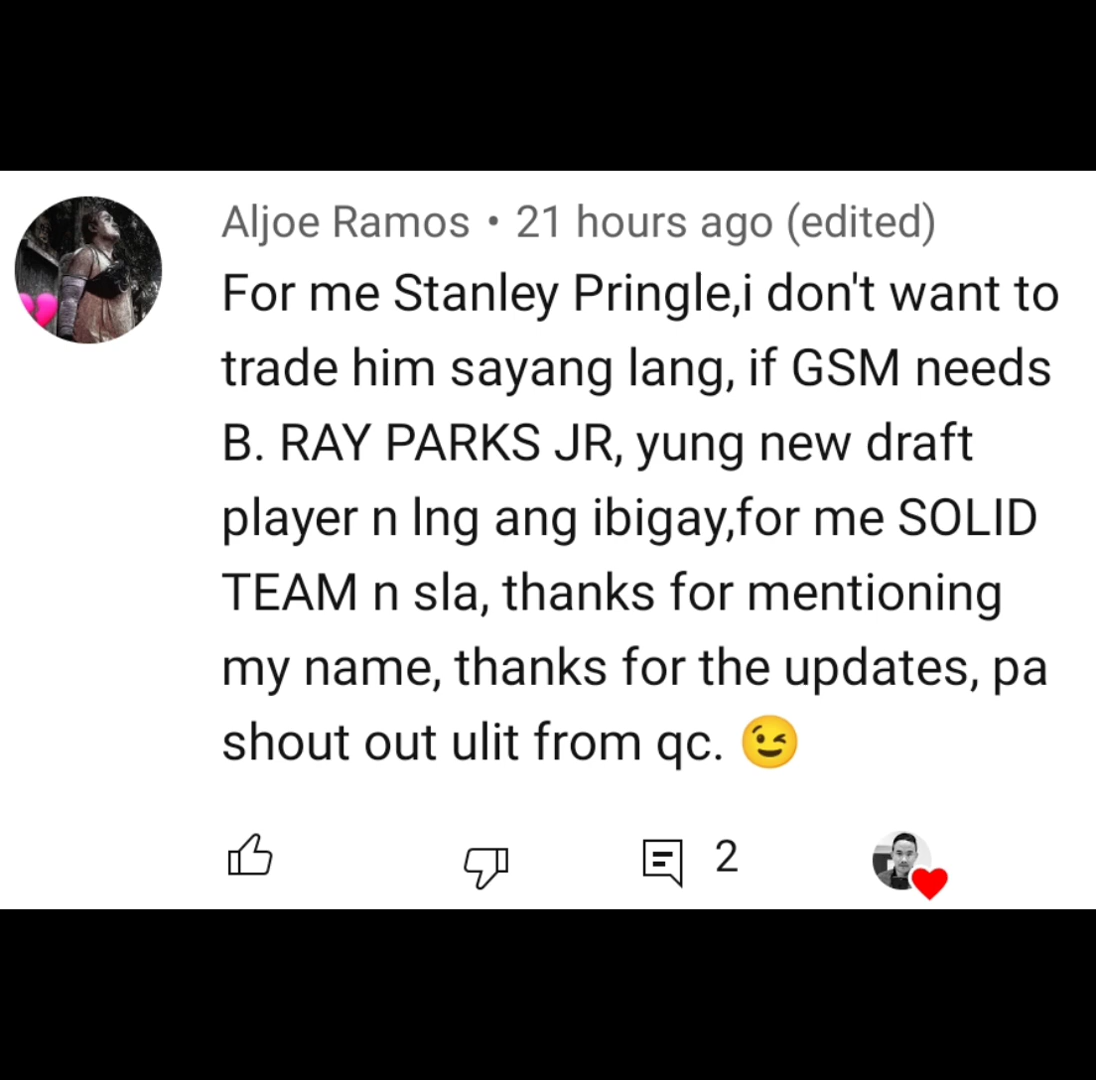 Aljoe Ramos • 21 hours ago (edited)
For me Stanley Pringle,i don't want to
trade him sayang lang, if GSM needs
B. RAY PARKS JR, yung new draft
player n lng ang ibigay,for me SOLID
TEAM n sla, thanks for mentioning
my name, thanks for the updates, pa
shout out ulit from qc. 😉
2